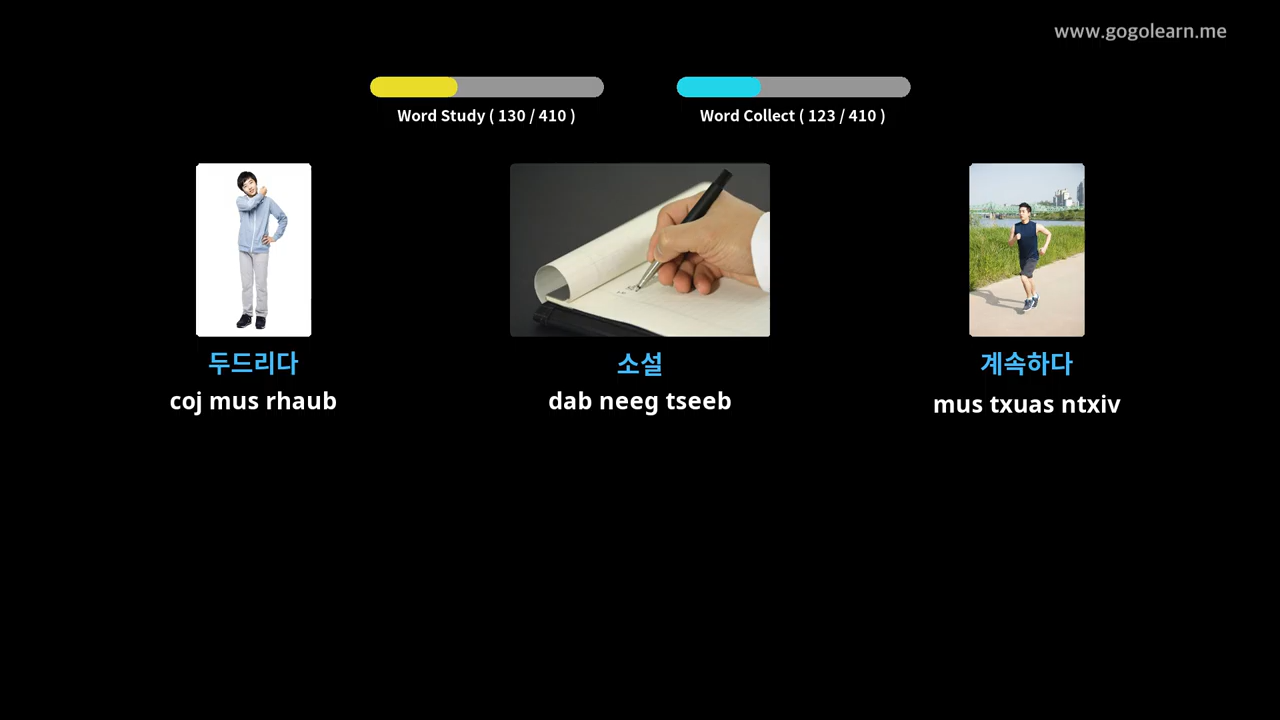 www.gogolearn.me
Word Study ( 130 / 410 )
Word Collect ( 123 / 410 )
두드리다
소설
계속하다
coj mus rhaub
dab neeg tseeb
mus txuas ntxiv